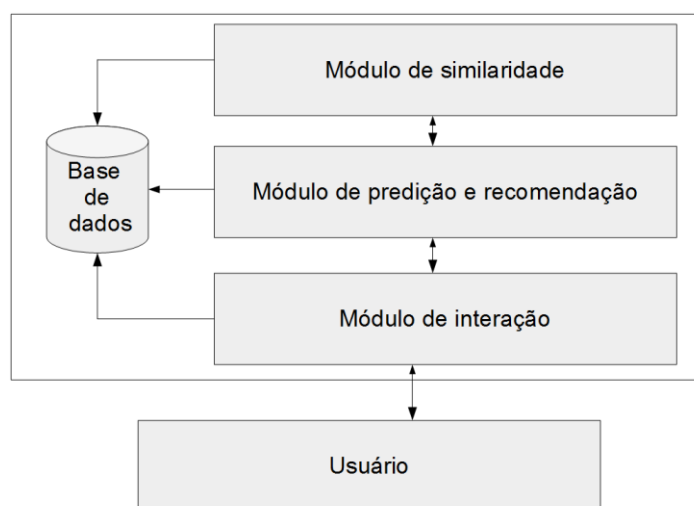 Módulo de similaridade
Base
de
dados
Módulo de predição e recomendação
Módulo de interação
Usuário